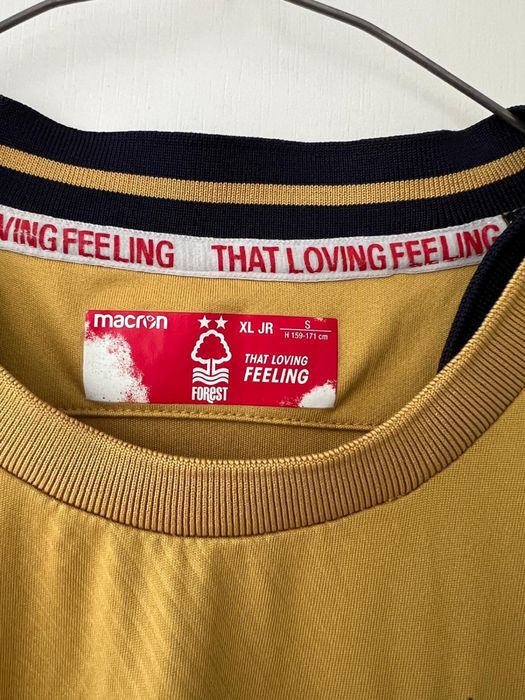 VING FEELING THAT LOVING FEELING
macron
XL JR
S
H 159-171 cm
THAT LOVING
FEELING
FOREST